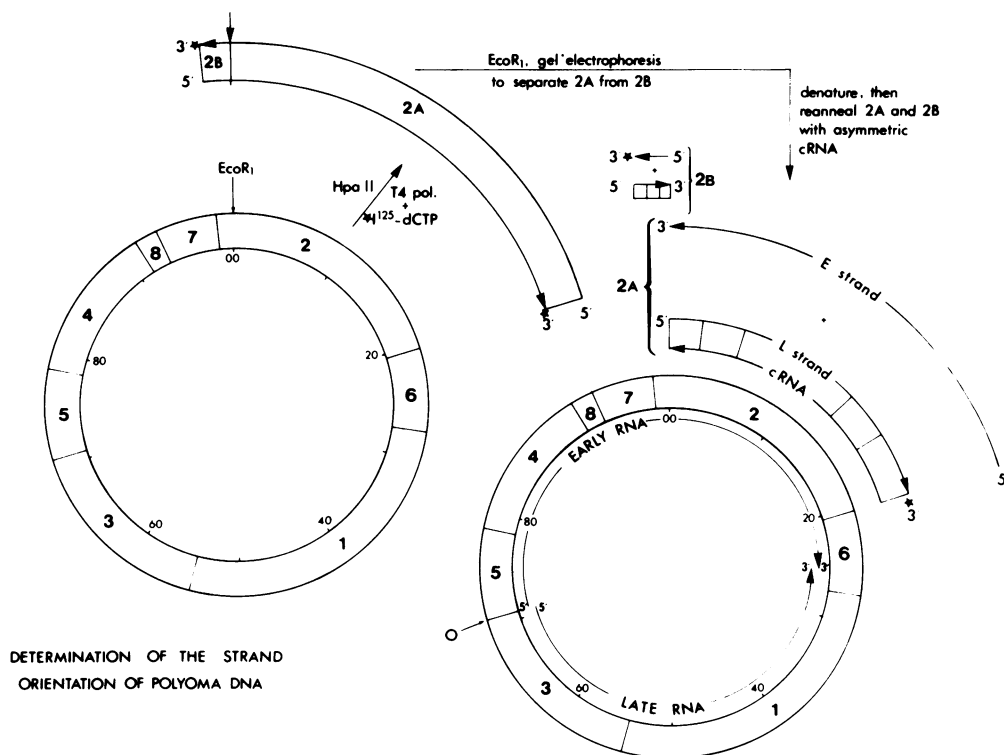 3' 2B
5'
2A
EcoR₁, gel electrophoresis
to separate 2A from 2B
denature, then
reanneal 2A and 2B
with asymmetric
cRNA
3 5
+
5 3
2B
Hpa II
T4 pol.
+
I¹²⁵-dCTP
3'
5'
EcoR₁
00
20
40
60
80
2
6
1
3
5
4
8
7
3'
2A
5'
E strand
+
L strand
cRNA
5
3
00
20
40
60
80
2
6
1
3
5
4
8
7
EARLY RNA
LATE RNA
3' 3'
5' 5'
O
DETERMINATION OF THE STRAND
ORIENTATION OF POLYOMA DNA